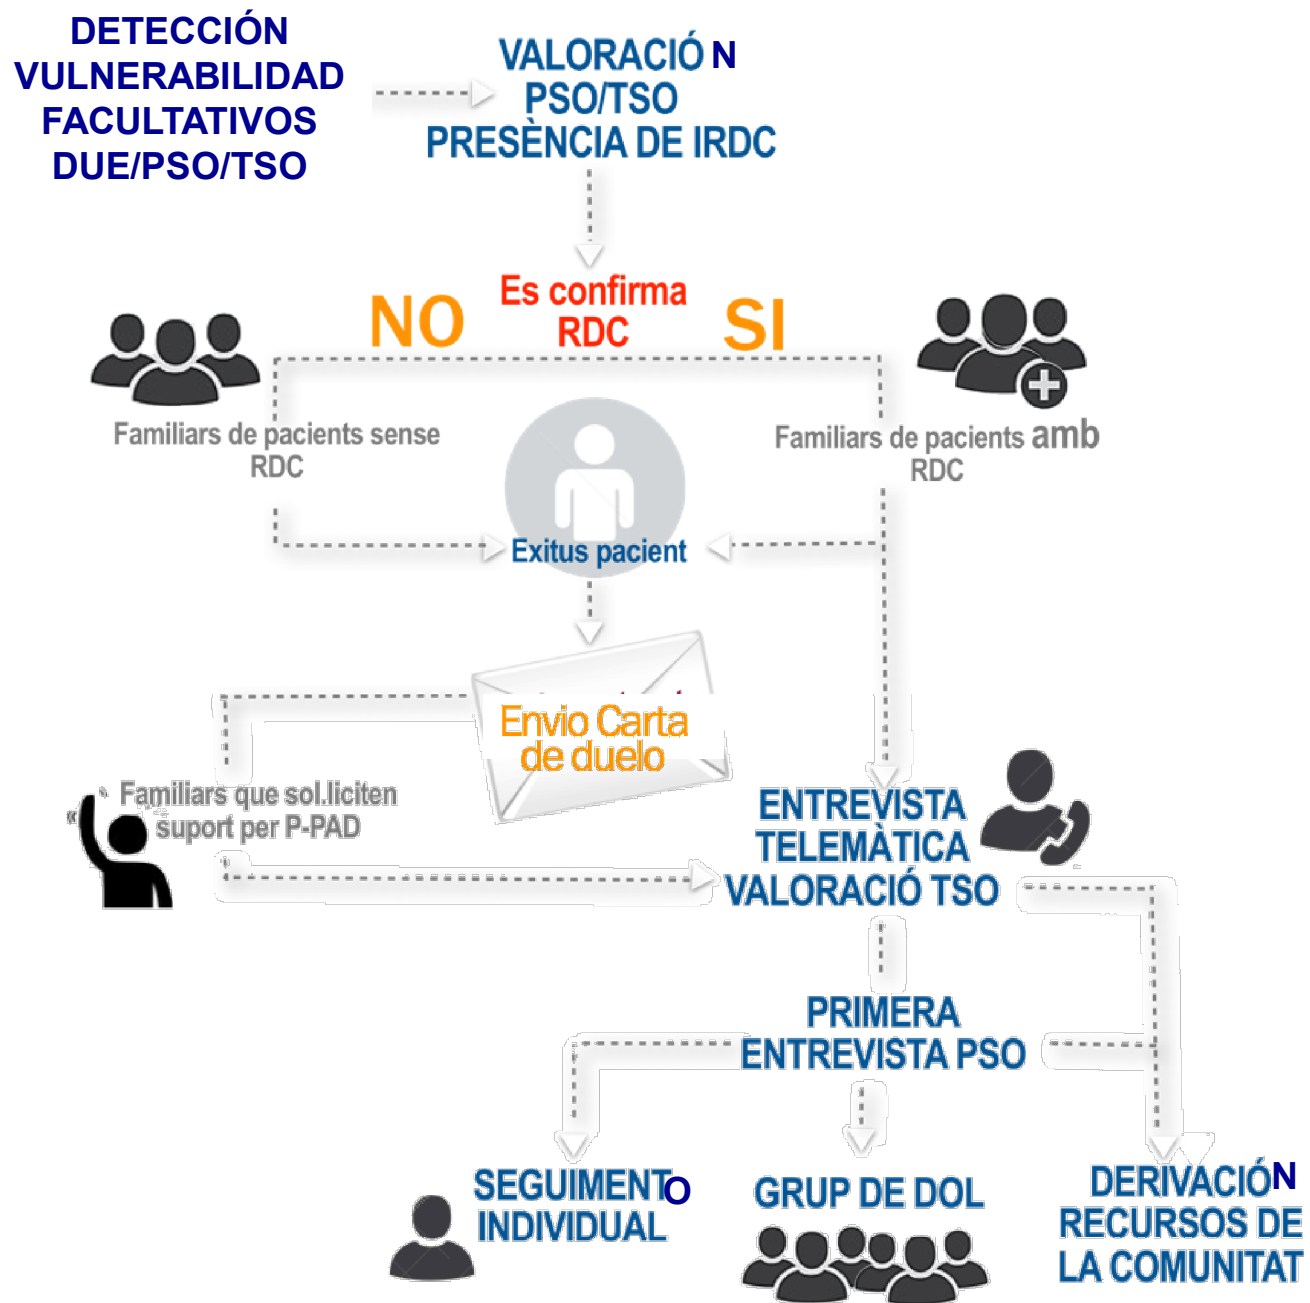 DETECCIÓN
VULNERABILIDAD
FACULTATIVOS
DUE/PSO/TSO
VALORACIÓN
PSO/TSO
PRESÈNCIA DE IRDC
Es confirma
RDC
NO
SI
Familiars de pacients sense
RDC
Familiars de pacients amb
RDC
Exitus pacient
Envio Carta
de duelo
Familiars que sol.liciten
suport per P-PAD
ENTREVISTA
TELEMÀTICA
VALORACIÓ TSO
PRIMERA
ENTREVISTA PSO
SEGUIMENTO
INDIVIDUAL
GRUP DE DOL
DERIVACIÓN
RECURSOS DE
LA COMUNITAT